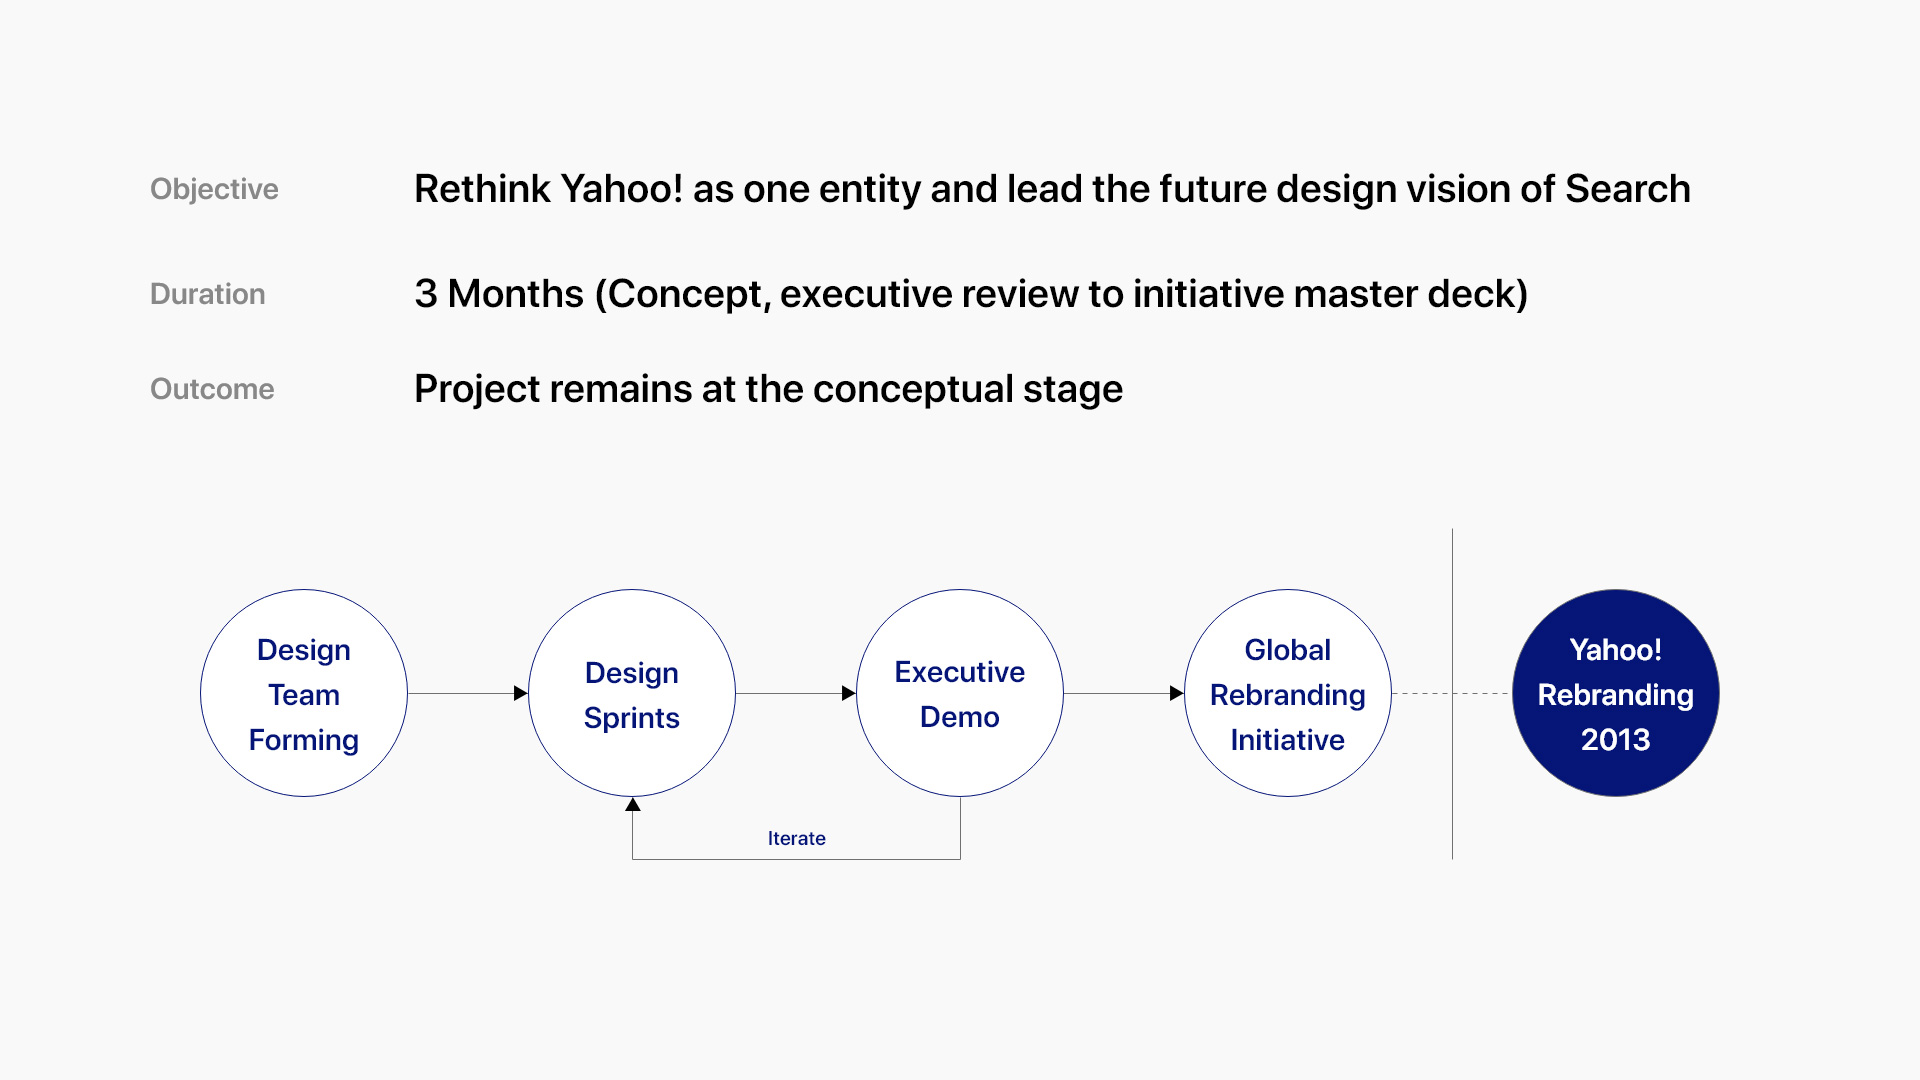 Objective
Rethink Yahoo! as one entity and lead the future design vision of Search
Duration
3 Months (Concept, executive review to initiative master deck)
Outcome
Project remains at the conceptual stage
Design
Team
Forming
Design
Sprints
Executive
Demo
Global
Rebranding
Initiative
Yahoo!
Rebranding
2013
Iterate